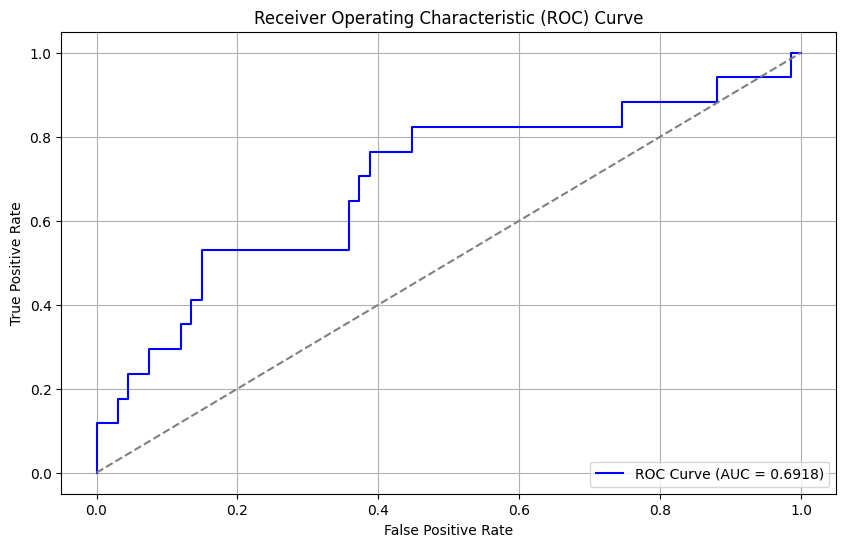 Receiver Operating Characteristic (ROC) Curve
1.0
0.8
0.6
0.4
0.2
0.0
True Positive Rate
0.0 0.2 0.4 0.6 0.8 1.0
False Positive Rate
ROC Curve (AUC = 0.6918)